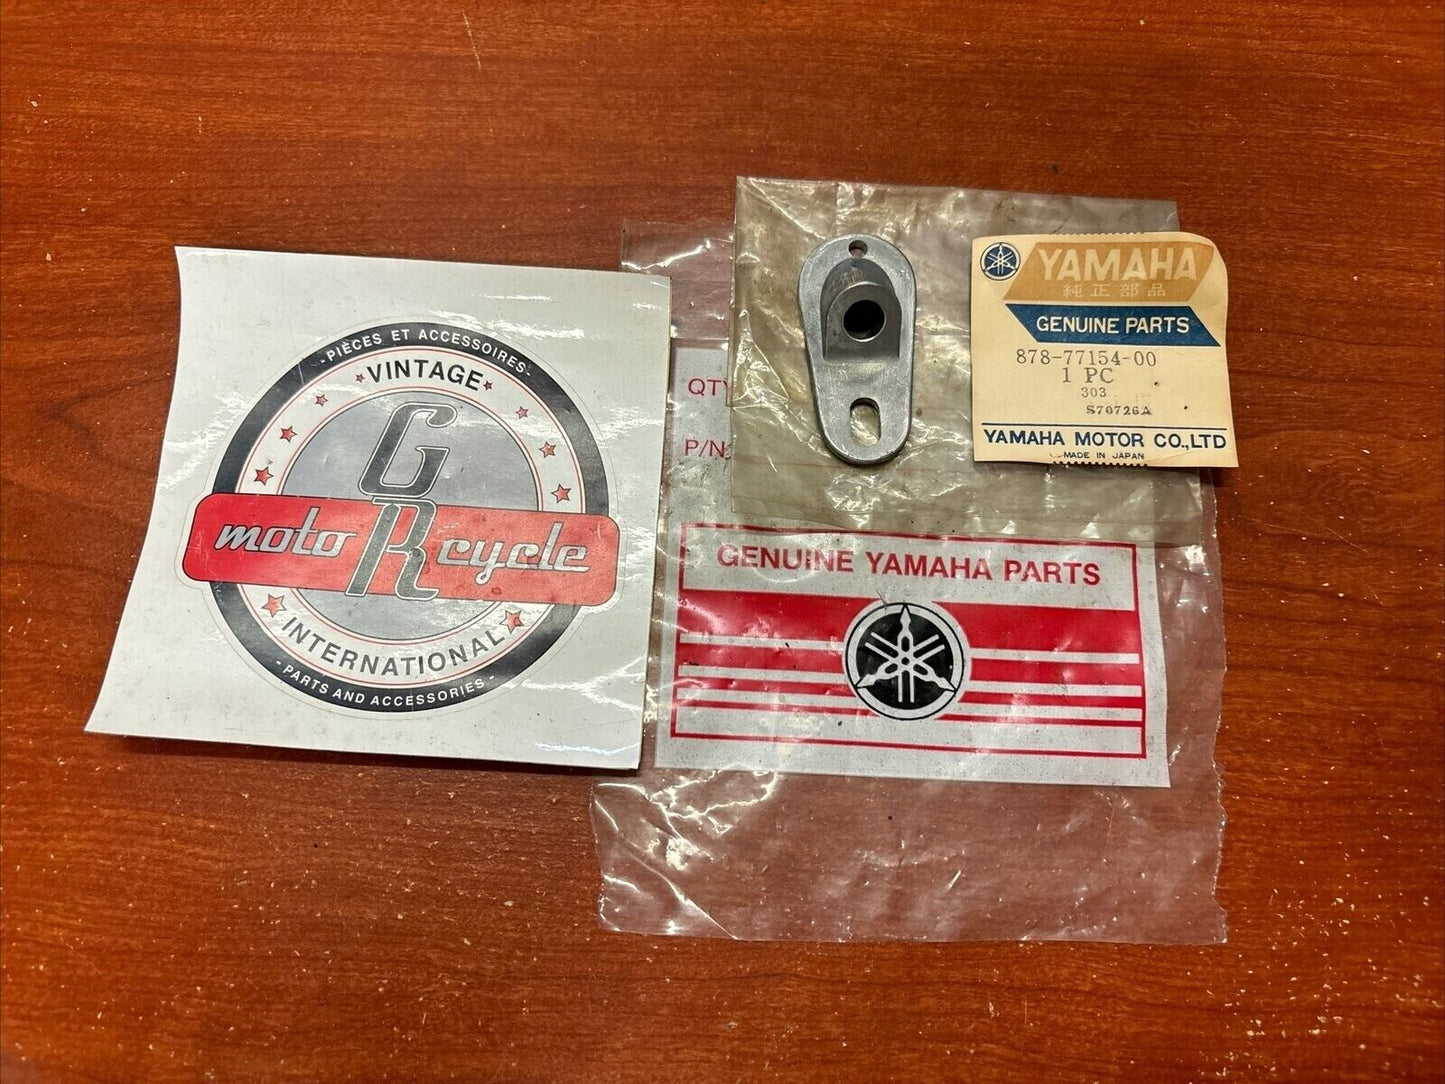 -PIÈCES ET ACCESSOIRES-
VINTAGE
G
R
moto cycle
INTERNATIONAL
-PARTS AND ACCESSORIES-
QTY
P/N
YAMAHA
純正部品
GENUINE PARTS
878-77154-00
1 PC
303
S70726A
YAMAHA MOTOR CO.,LTD
MADE IN JAPAN
GENUINE YAMAHA PARTS